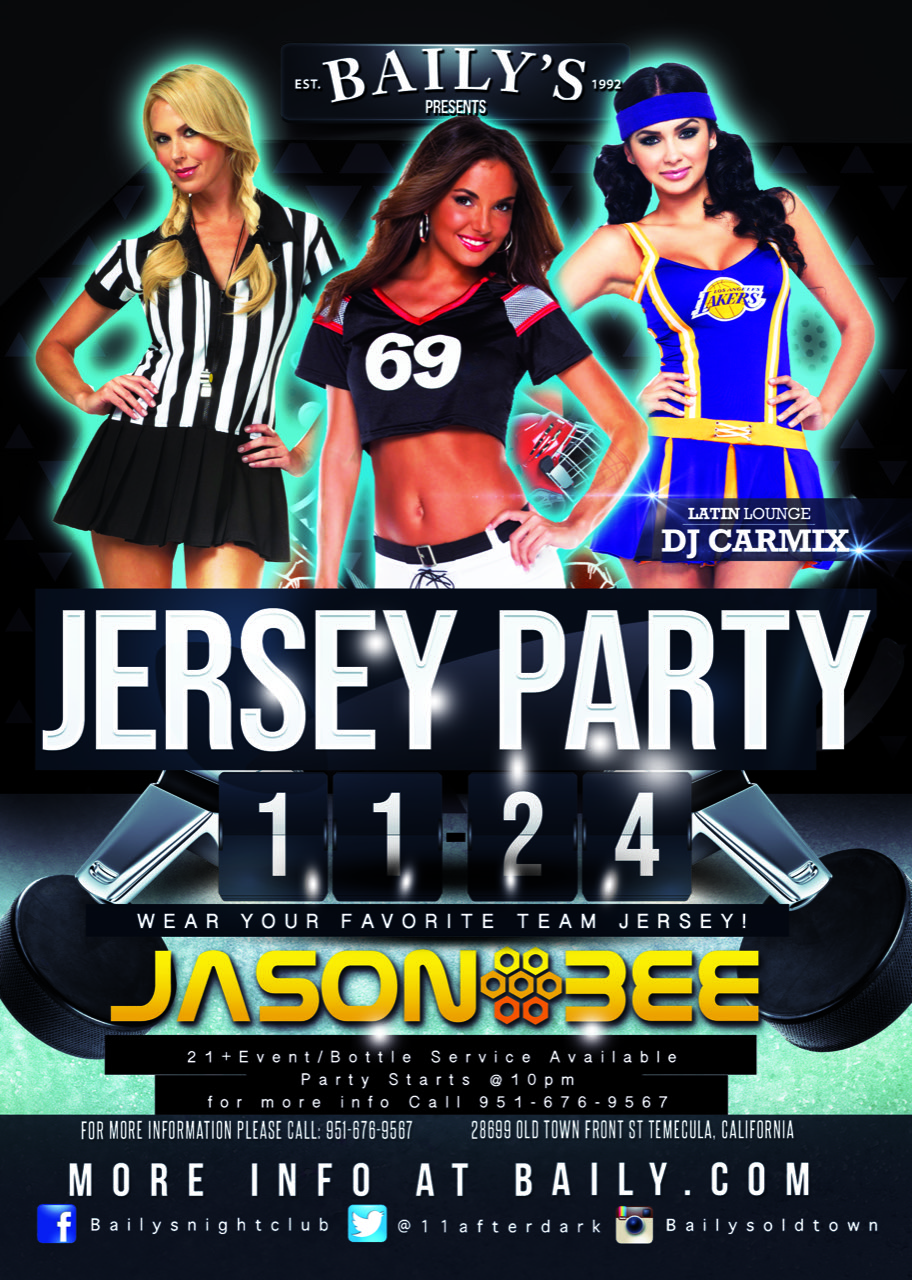 EST. BAILY'S 1992
PRESENTS
69
LOS ANGELES
LAKERS
LATIN LOUNGE
DJ CARMIX
JERSEY PARTY
11-24
WEAR YOUR FAVORITE TEAM JERSEY!
JASON BEE
21+Event/Bottle Service Available
Party Starts @10pm
for more info Call 951-676-9567
FOR MORE INFORMATION PLEASE CALL: 951-676-9567 28699 OLD TOWN FRONT ST TEMECULA, CALIFORNIA
MORE INFO AT BAILY.COM
f Bailysnightclub @11afterdark Bailysoldtown